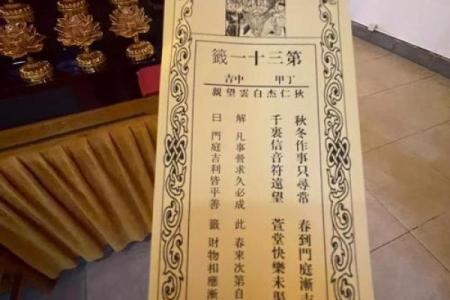 第三十一籤
丁甲 中吉
狄仁杰白雲望親
秋冬作事只尋常 春到門庭漸
千裏信音符遠望 萱堂快樂未
解 凡事營求久必成 此 春來次第自
曰 門庭吉利皆平善 籤 財物相應漸